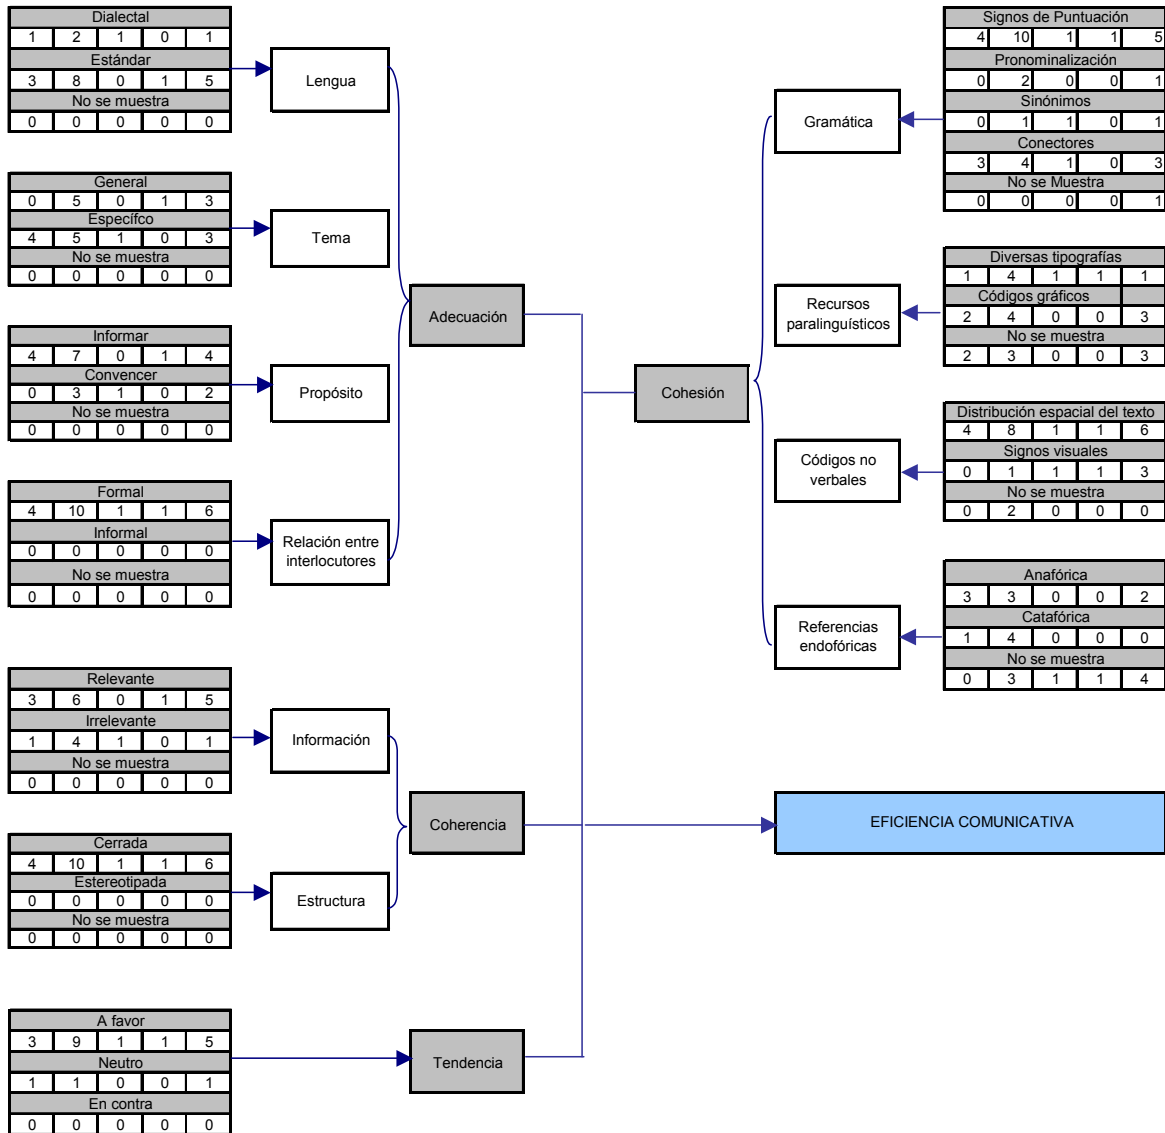 Dialectal
1 2 1 0 1
Estándar
3 8 0 1 5
No se muestra
0 0 0 0 0
Lengua
General
0 5 0 1 3
Específco
4 5 1 0 3
No se muestra
0 0 0 0 0
Tema
Informar
4 7 0 1 4
Convencer
0 3 1 0 2
No se muestra
0 0 0 0 0
Propósito
Formal
4 10 1 1 6
Informal
0 0 0 0 0
No se muestra
0 0 0 0 0
Relación entre
interlocutores
Adecuación
Relevante
3 6 0 1 5
Irrelevante
1 4 1 0 1
No se muestra
0 0 0 0 0
Información
Cerrada
4 10 1 1 6
Estereotipada
0 0 0 0 0
No se muestra
0 0 0 0 0
Estructura
Coherencia
A favor
3 9 1 1 5
Neutro
1 1 0 0 1
En contra
0 0 0 0 0
Tendencia
Cohesión
Gramática
Signos de Puntuación
4 10 1 1 5
Pronominalización
0 2 0 0 1
Sinónimos
0 1 1 0 1
Conectores
3 4 1 0 3
No se Muestra
0 0 0 0 1
Recursos
paralinguísticos
Diversas tipografías
1 4 1 1 1
Códigos gráficos
2 4 0 0 3
No se muestra
2 3 0 0 3
Códigos no
verbales
Distribución espacial del texto
4 8 1 1 6
Signos visuales
0 1 1 1 3
No se muestra
0 2 0 0 0
Referencias
endofóricas
Anafórica
3 3 0 0 2
Catafórica
1 4 0 0 0
No se muestra
0 3 1 1 4
EFICIENCIA COMUNICATIVA